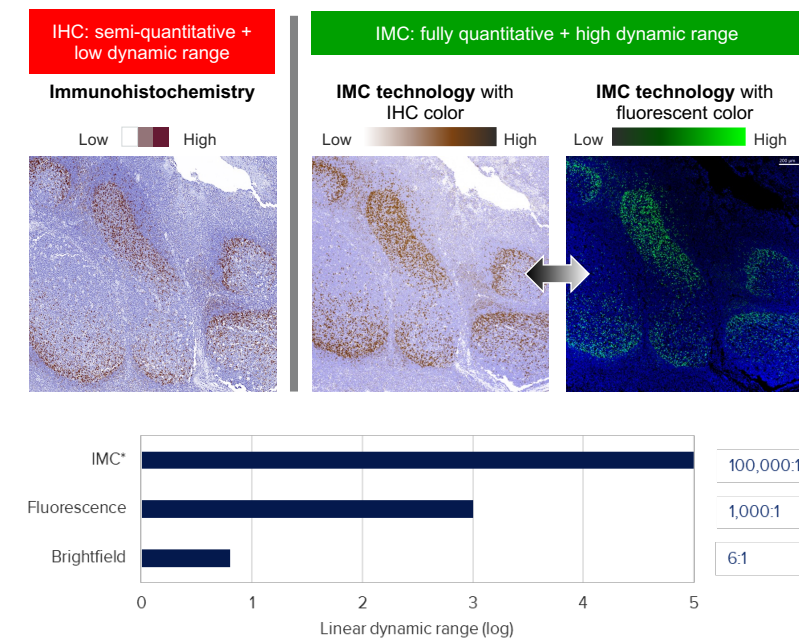 IHC: semi-quantitative +
low dynamic range
IMC: fully quantitative + high dynamic range
Immunohistochemistry
Low
High
IMC technology with
IHC color
Low
High
IMC technology with
fluorescent color
Low
High
200 µm
IMC*
100,000:1
Fluorescence
1,000:1
Brightfield
6:1
0
1
2
3
4
5
Linear dynamic range (log)